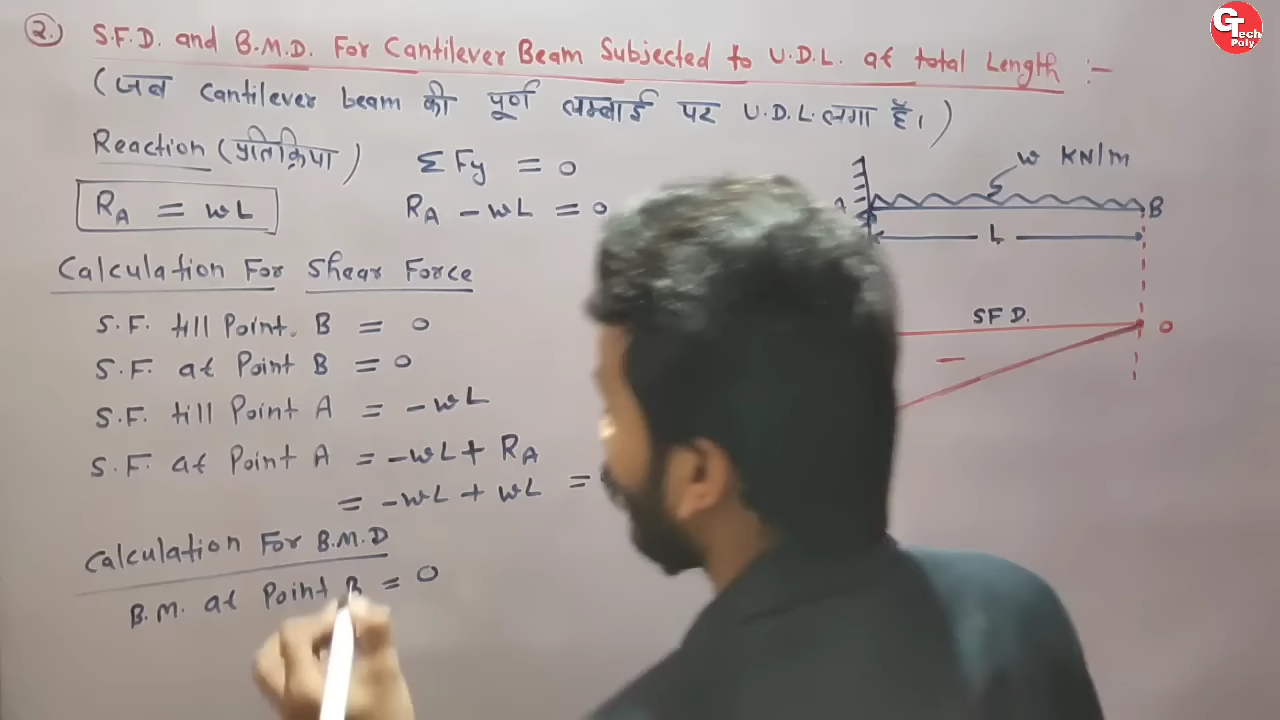 2. S.F.D. and B.M.D. For Cantilever Beam Subjected to U.D.L. at total Length :-
(जब Cantilever beam की पूर्ण लम्बाई पर U.D.L. लगा है।)
Reaction (प्रतिक्रिया) ΣFy = 0
RA = wL
RA - wL = 0
Calculation For Shear Force
S.F. till Point B = 0
S.F. at Point B = 0
S.F. till Point A = -wL
S.F. at Point A = -wL + RA
= -wL + wL =
Calculation For B.M.D
B.M. at Point B = 0
w KN/m
B
L
SFD.
0
-
GTech
Poly